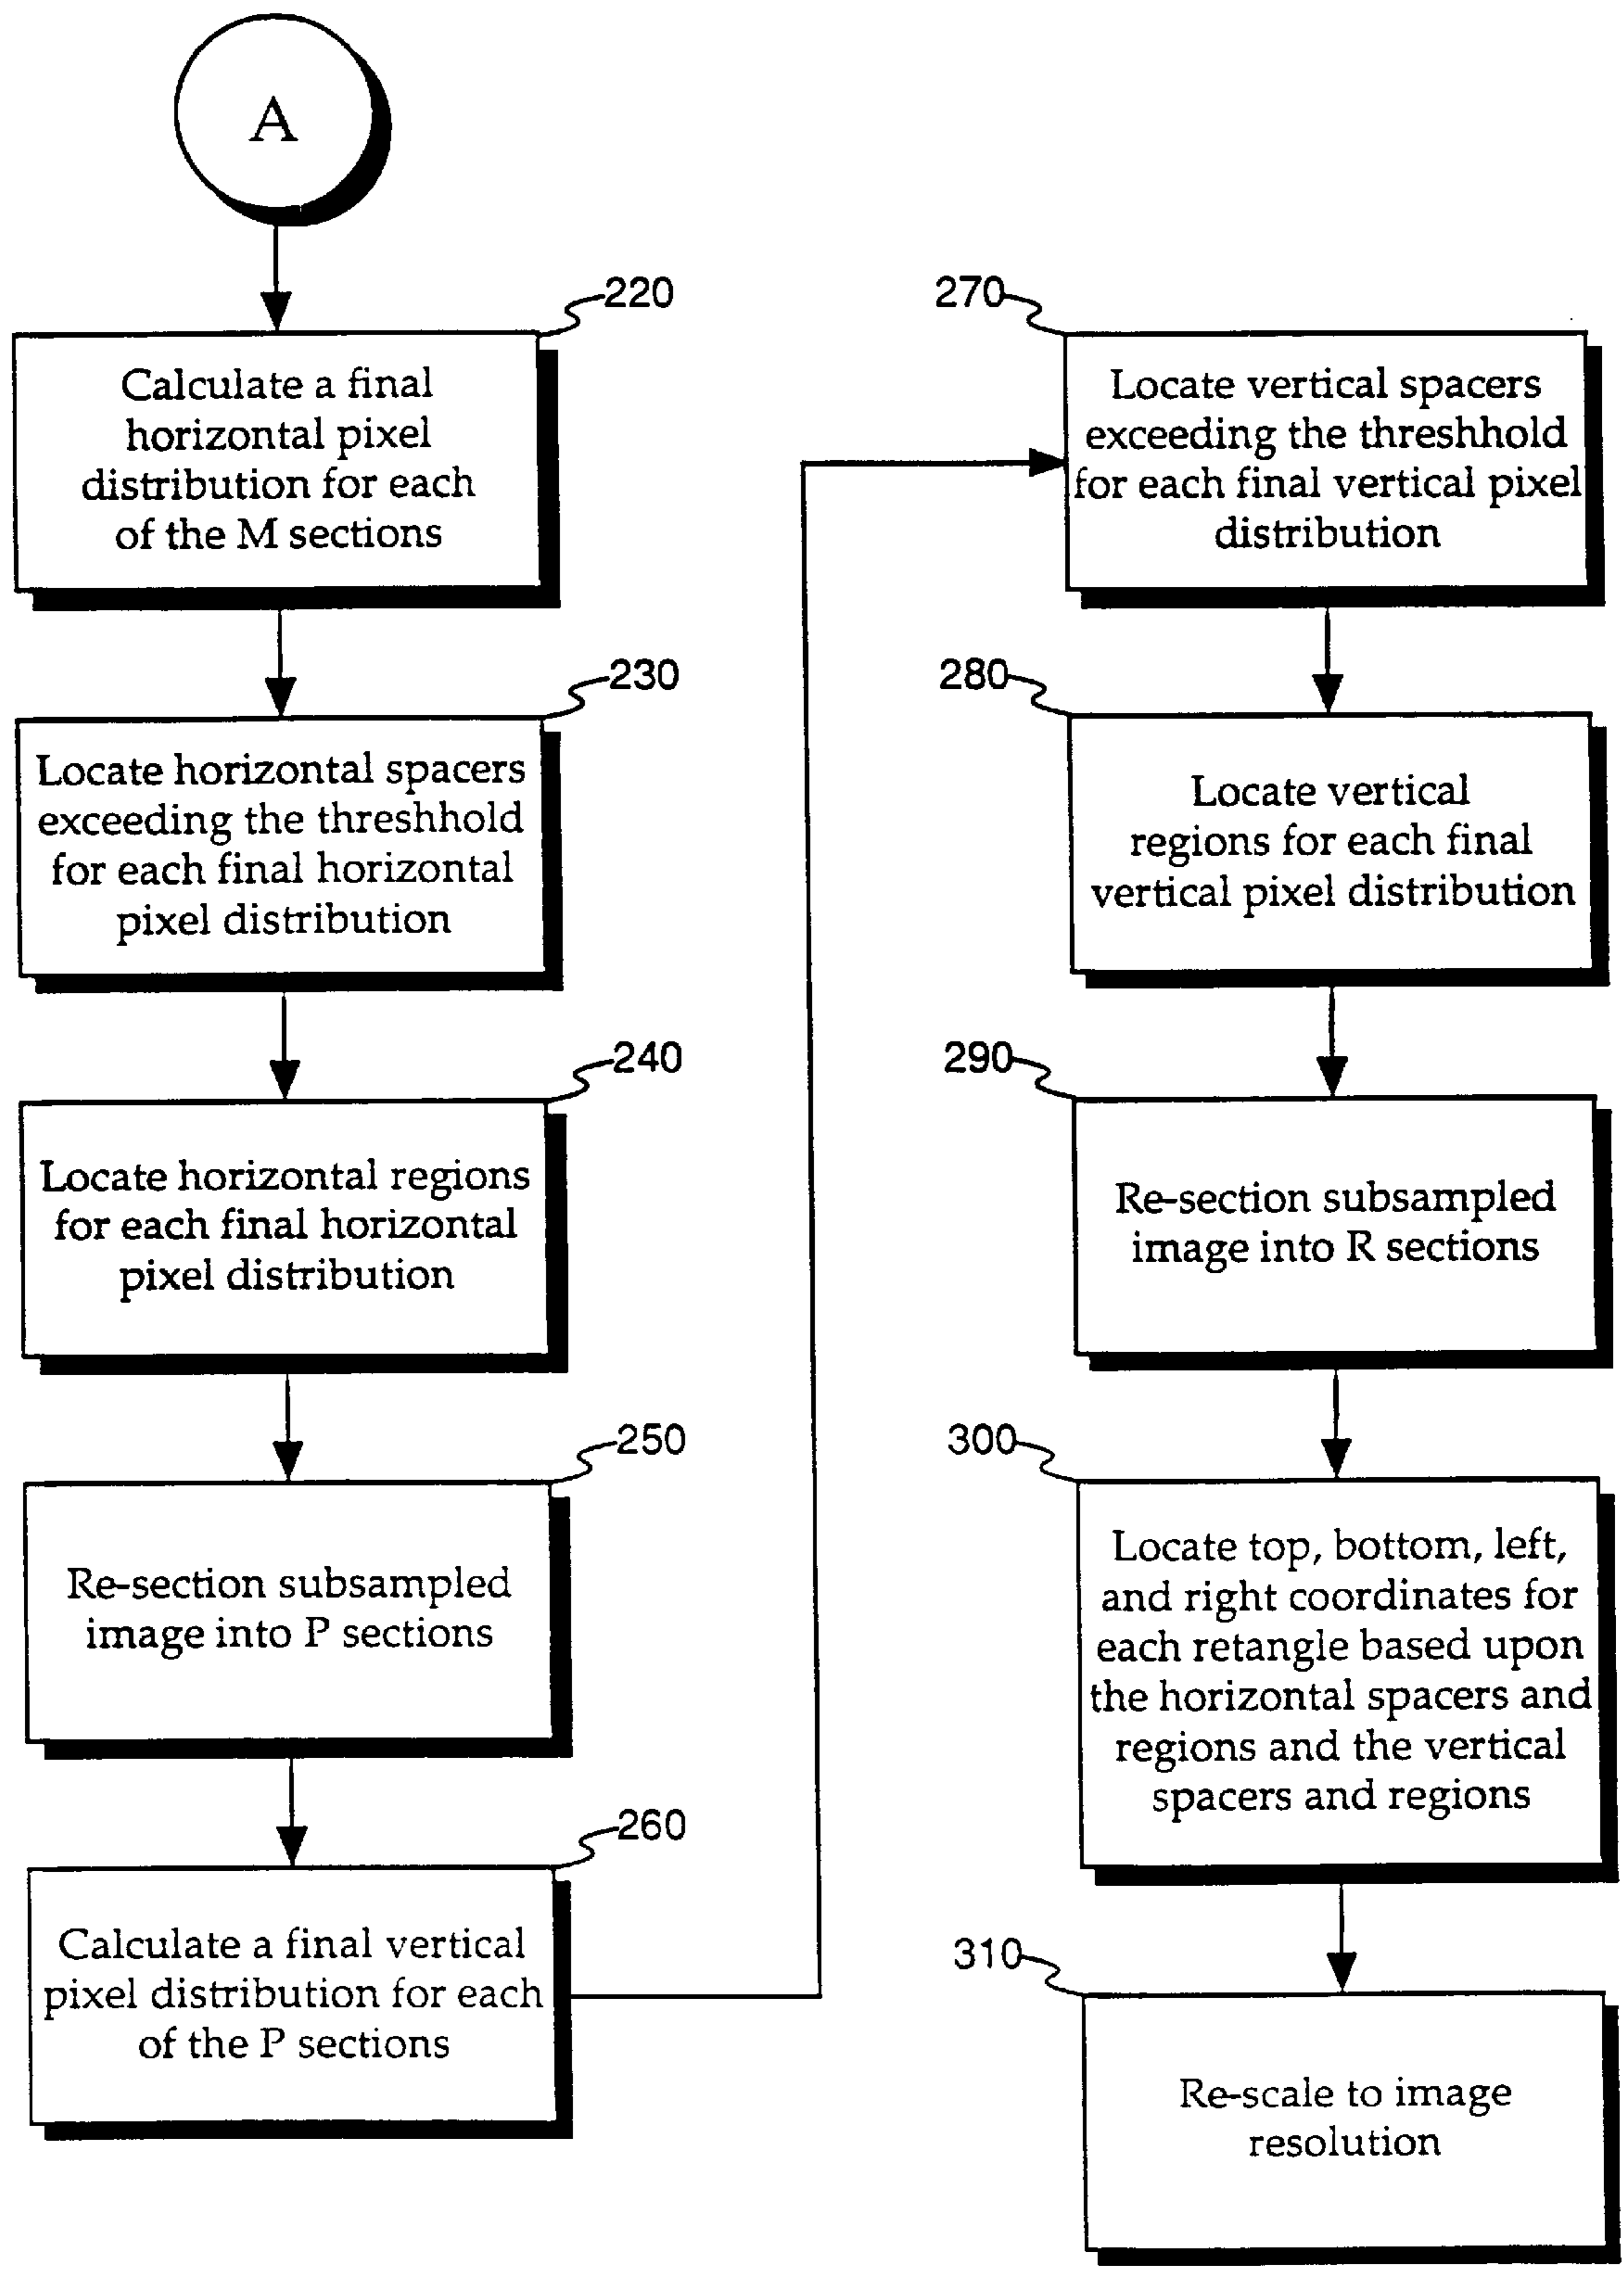 A
220
Calculate a final
horizontal pixel
distribution for each
of the M sections
230
Locate horizontal spacers
exceeding the threshhold
for each final horizontal
pixel distribution
240
Locate horizontal regions
for each final horizontal
pixel distribution
250
Re-section subsampled
image into P sections
260
Calculate a final vertical
pixel distribution for each
of the P sections
270
Locate vertical spacers
exceeding the threshhold
for each final vertical pixel
distribution
280
Locate vertical
regions for each final
vertical pixel distribution
290
Re-section subsampled
image into R sections
300
Locate top, bottom, left,
and right coordinates for
each retangle based upon
the horizontal spacers and
regions and the vertical
spacers and regions
310
Re-scale to image
resolution